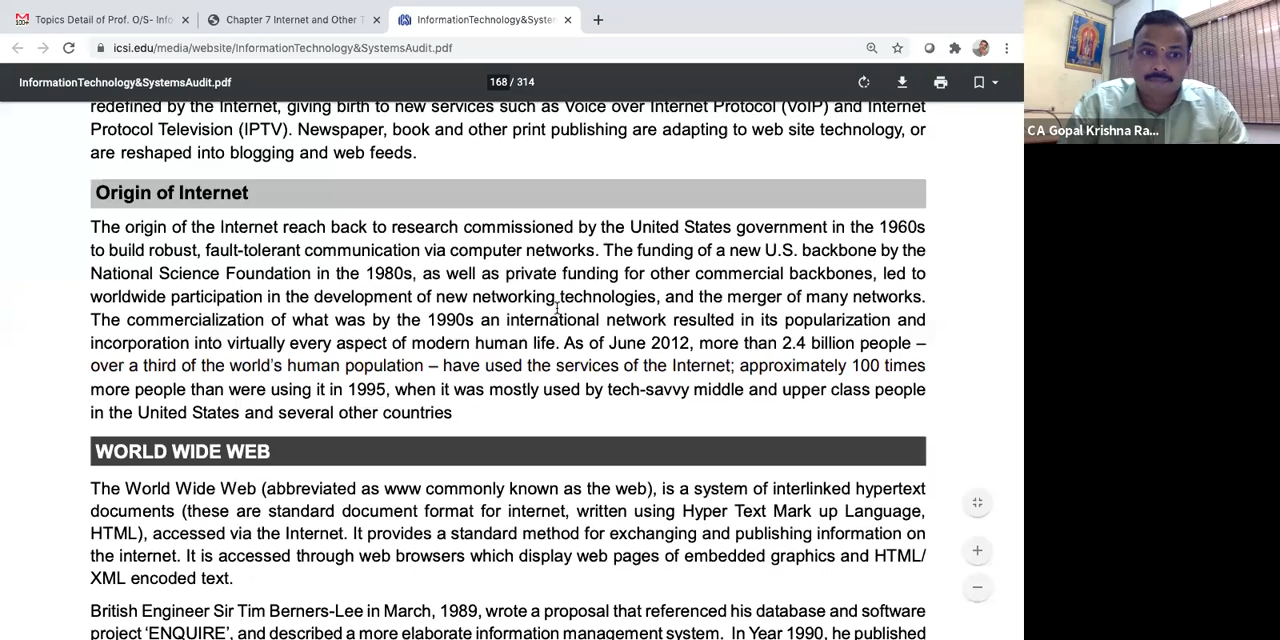 Topics Detail of Prof. O/S- Info
Chapter 7 Internet and Other T
InformationTechnology&Syste
icsi.edu/media/website/InformationTechnology&SystemsAudit.pdf
InformationTechnology&SystemsAudit.pdf
168 / 314
redefined by the Internet, giving birth to new services such as Voice over Internet Protocol (VoIP) and Internet
Protocol Television (IPTV). Newspaper, book and other print publishing are adapting to web site technology, or
are reshaped into blogging and web feeds.
CA Gopal Krishna Ra...
Origin of Internet
The origin of the Internet reach back to research commissioned by the United States government in the 1960s
to build robust, fault-tolerant communication via computer networks. The funding of a new U.S. backbone by the
National Science Foundation in the 1980s, as well as private funding for other commercial backbones, led to
worldwide participation in the development of new networking technologies, and the merger of many networks.
The commercialization of what was by the 1990s an international network resulted in its popularization and
incorporation into virtually every aspect of modern human life. As of June 2012, more than 2.4 billion people –
over a third of the world's human population – have used the services of the Internet; approximately 100 times
more people than were using it in 1995, when it was mostly used by tech-savvy middle and upper class people
in the United States and several other countries
WORLD WIDE WEB
The World Wide Web (abbreviated as www commonly known as the web), is a system of interlinked hypertext
documents (these are standard document format for internet, written using Hyper Text Mark up Language,
HTML), accessed via the Internet. It provides a standard method for exchanging and publishing information on
the internet. It is accessed through web browsers which display web pages of embedded graphics and HTML/
XML encoded text.
British Engineer Sir Tim Berners-Lee in March, 1989, wrote a proposal that referenced his database and software
project 'ENQUIRE', and described a more elaborate information management system. In Year 1990, he published